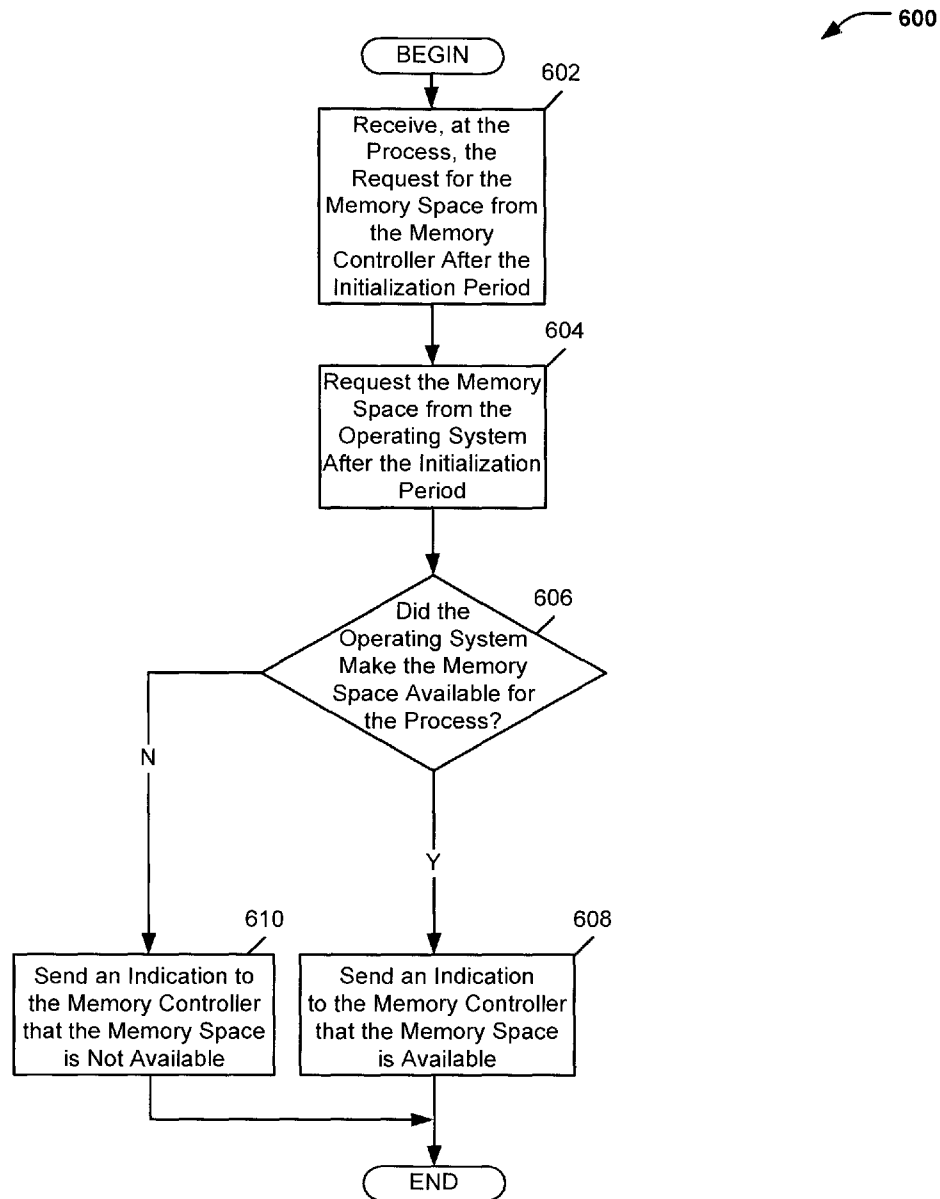 600
BEGIN
602
Receive, at the
Process, the
Request for the
Memory Space from
the Memory
Controller After the
Initialization Period
604
Request the Memory
Space from the
Operating System
After the Initialization
Period
606
Did the
Operating System
Make the Memory
Space Available for
the Process?
N
Y
610
Send an Indication to
the Memory Controller
that the Memory Space
is Not Available
608
Send an Indication
to the Memory Controller
that the Memory Space
is Available
END